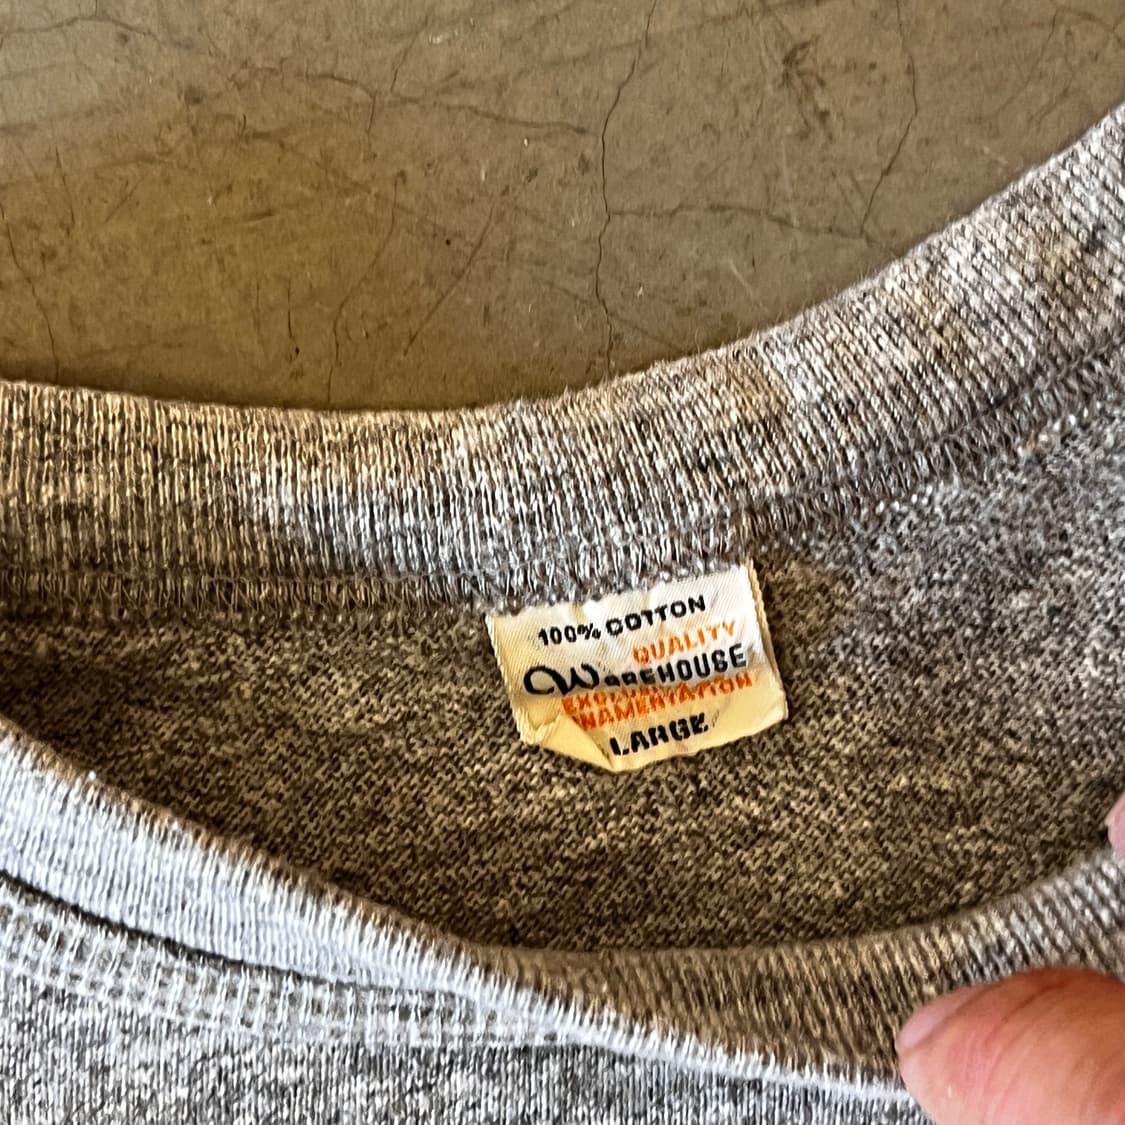 100% COTTON
QUALITY
WAREHOUSE
LARGE